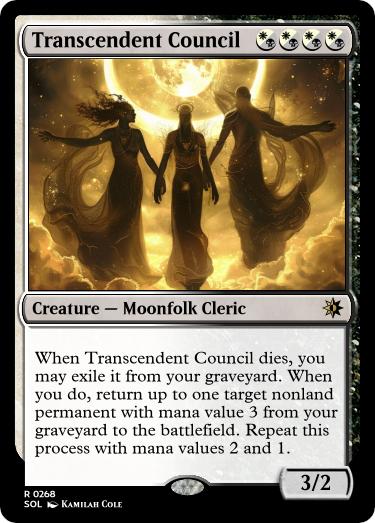 Transcendent Council
Creature — Moonfolk Cleric
When Transcendent Council dies, you
may exile it from your graveyard. When
you do, return up to one target nonland
permanent with mana value 3 from your
graveyard to the battlefield. Repeat this
process with mana values 2 and 1.
3/2
R 0268
SOL Kamilah Cole